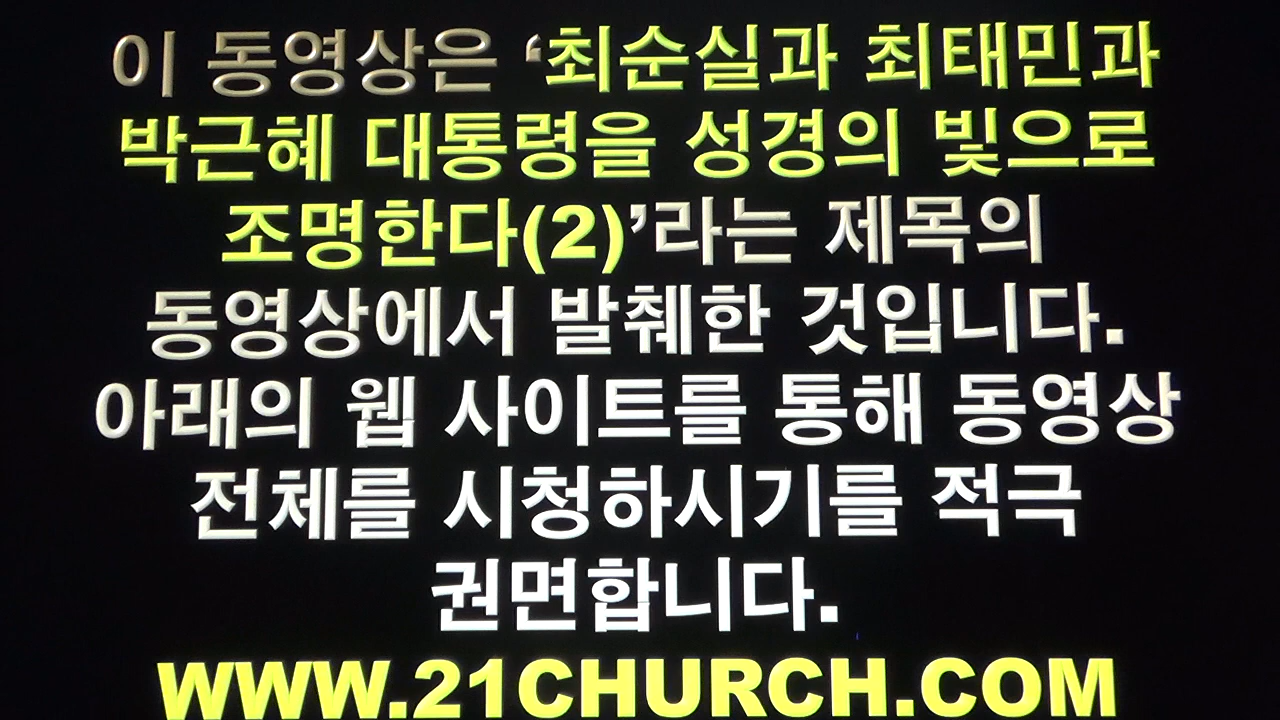 이 동영상은 ‘최순실과 최태민과
박근혜 대통령을 성경의 빛으로
조명한다(2)’라는 제목의
동영상에서 발췌한 것입니다.
아래의 웹 사이트를 통해 동영상
전체를 시청하시기를 적극
권면합니다.
WWW.21CHURCH.COM